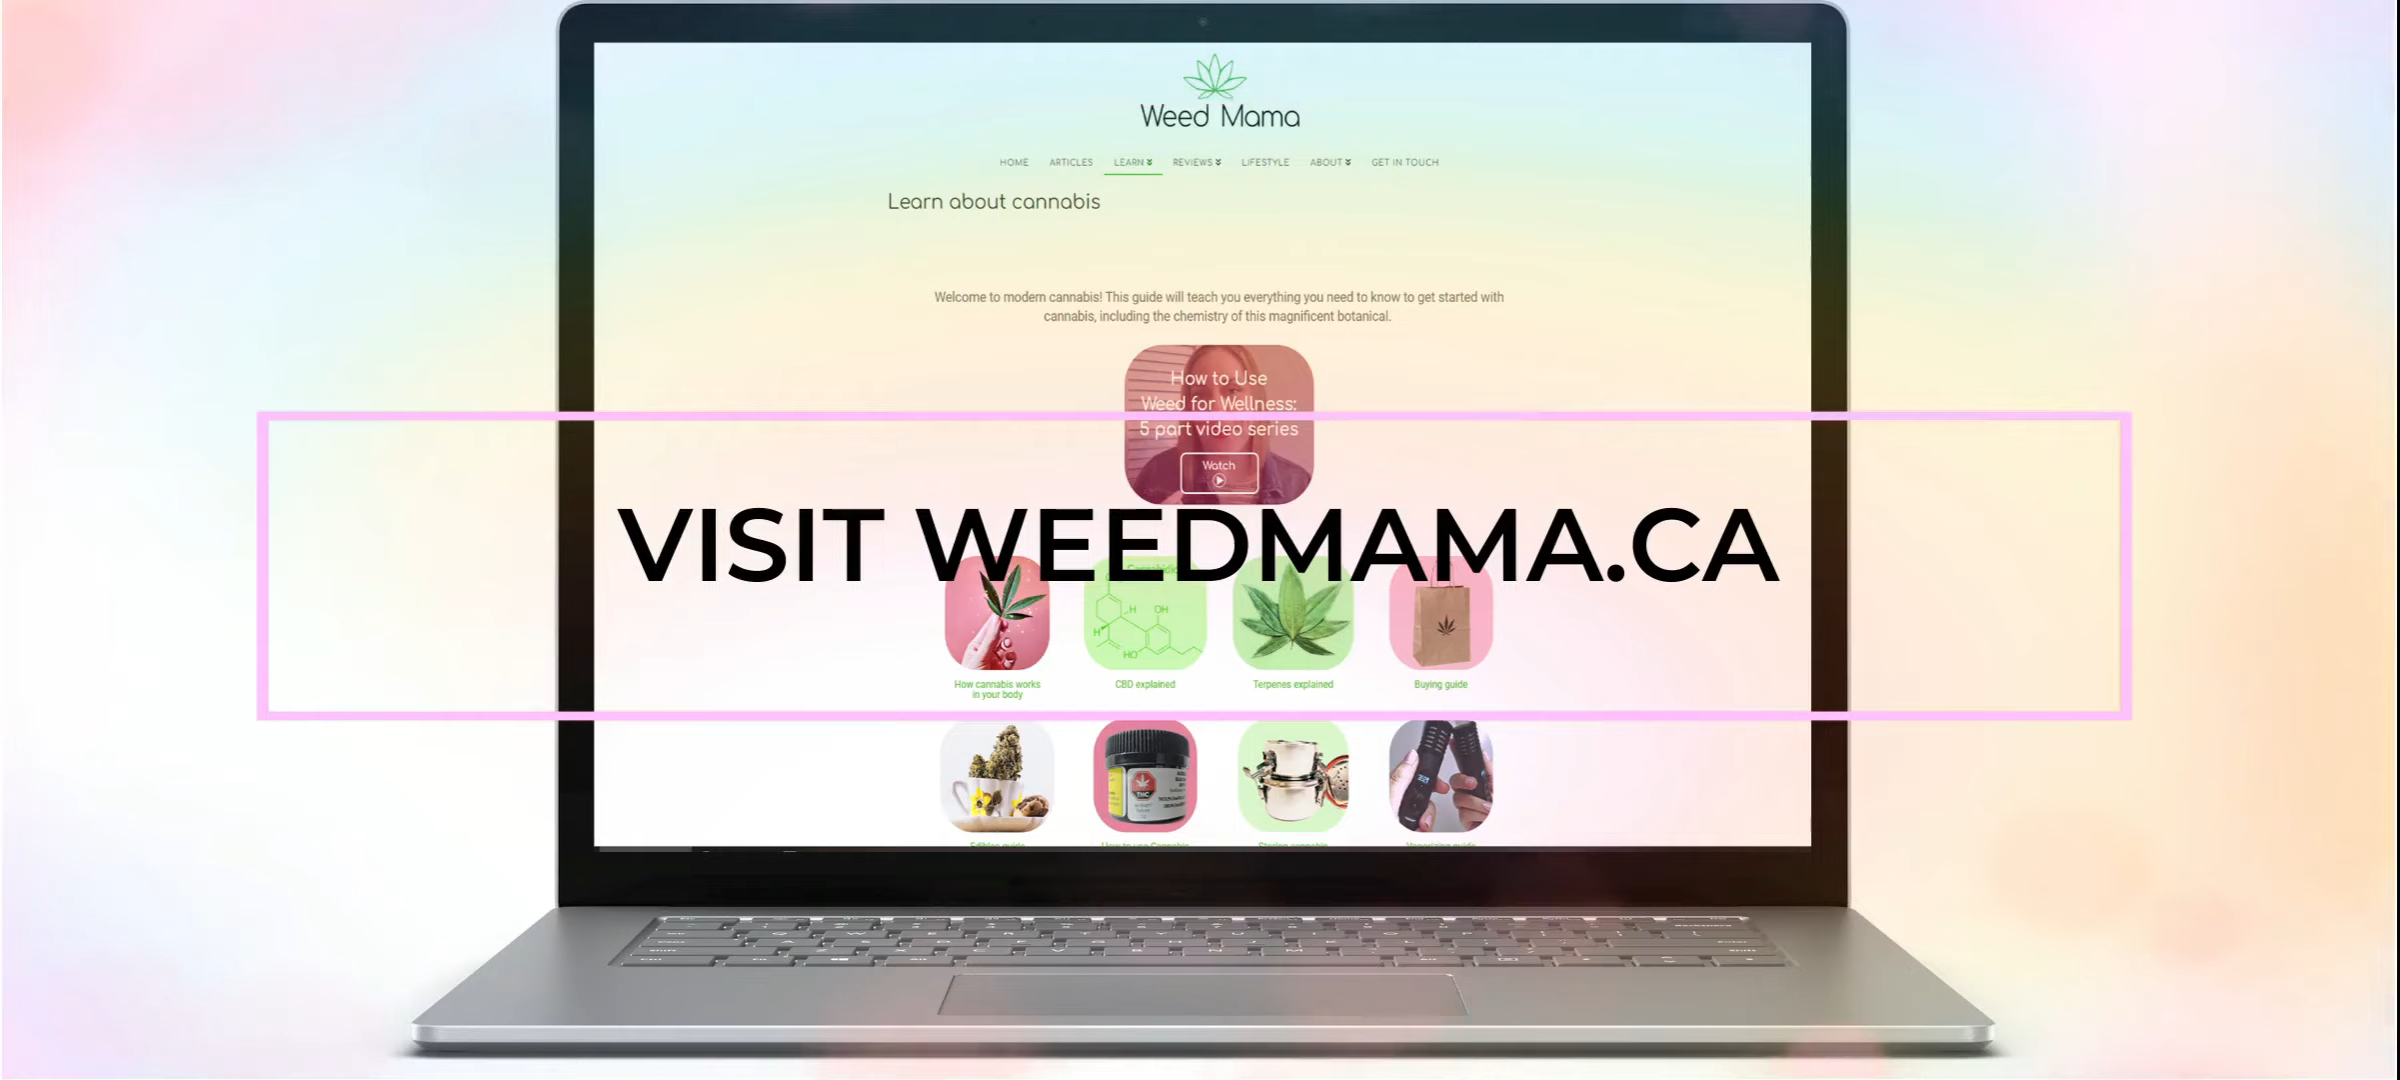 Weed Mama
HOME ARTICLES LEARN REVIEWS LIFESTYLE ABOUT GET IN TOUCH
Learn about cannabis
Welcome to modern cannabis! This guide will teach you everything you need to know to get started with
cannabis, including the chemistry of this magnificent botanical.
How to Use
Weed for Wellness:
5 part video series
Watch
VISIT WEEDMAMA.CA
H OH
H
HO
How cannabis works
in your body
CBD explained
Terpenes explained
Buying guide
THC